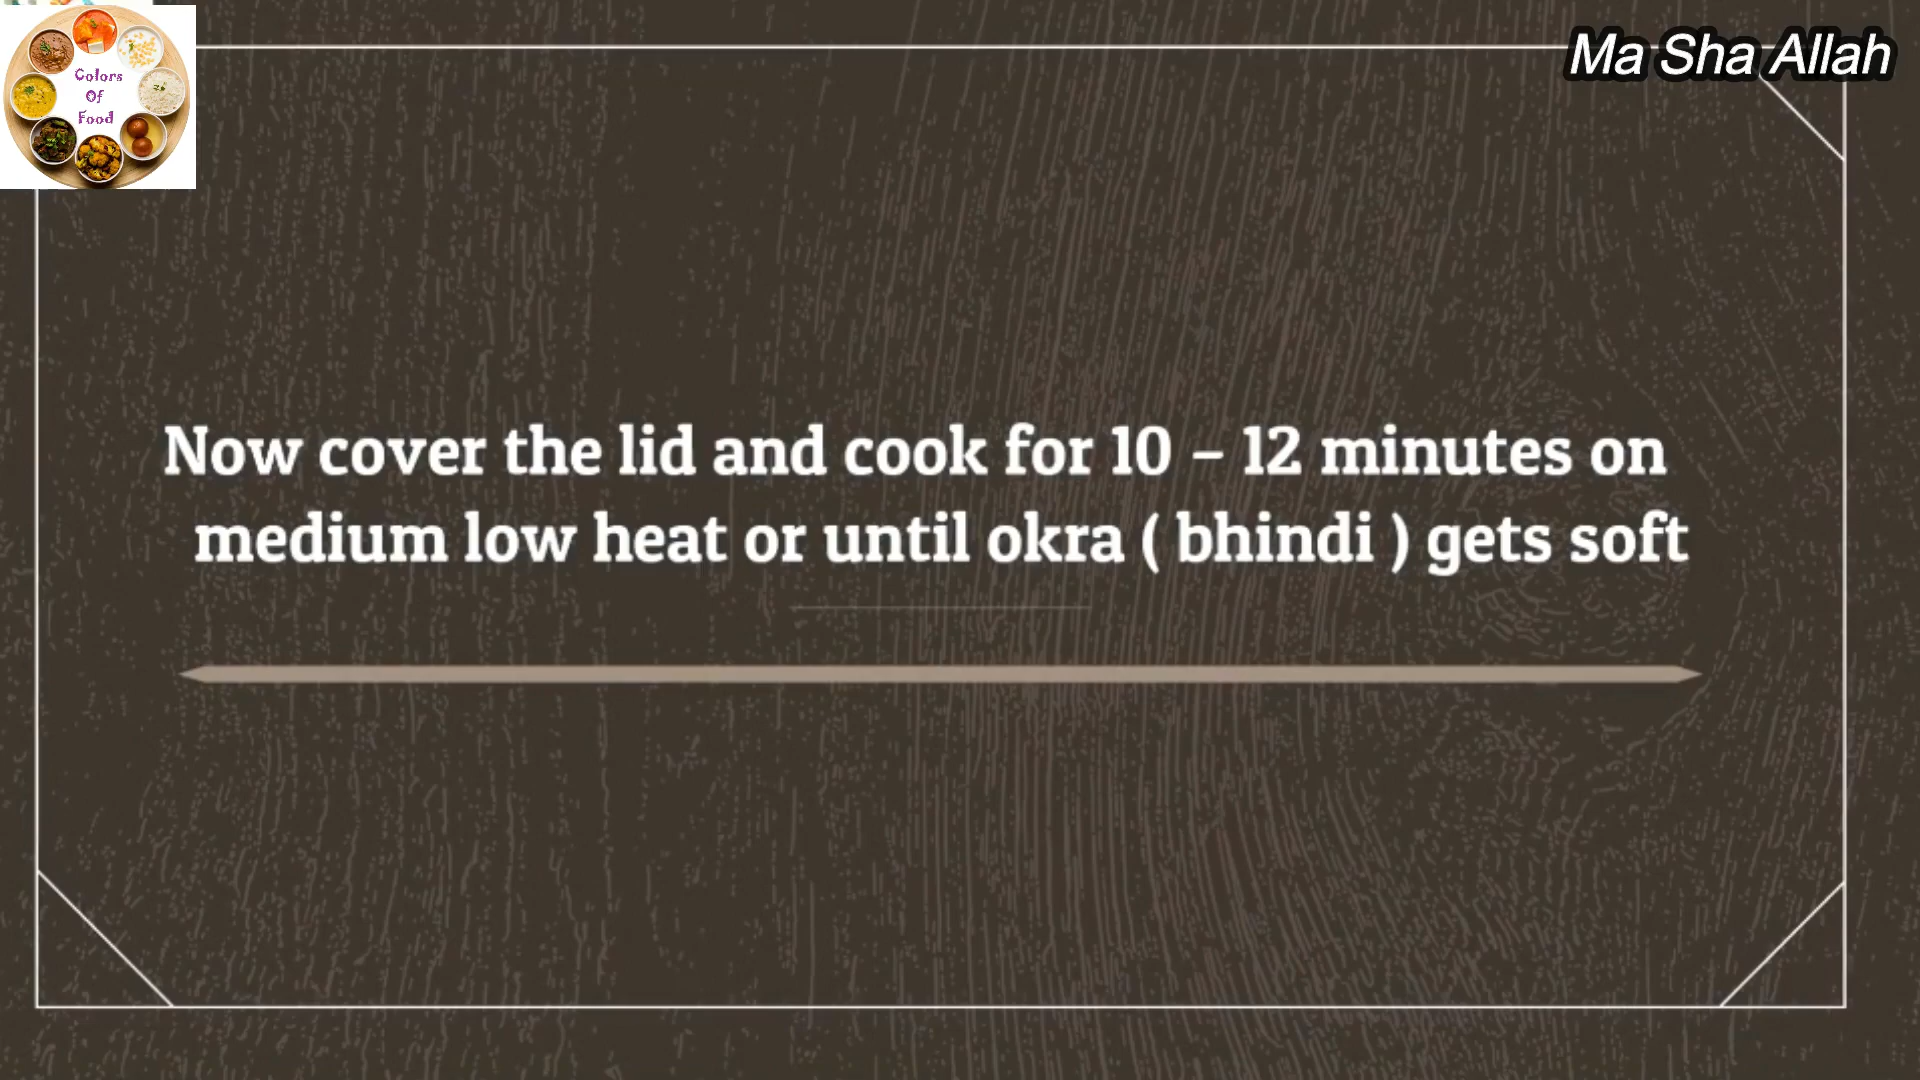 Colors
Of
Food
Ma Sha Allah
Now cover the lid and cook for 10 – 12 minutes on
medium low heat or until okra ( bhindi ) gets soft